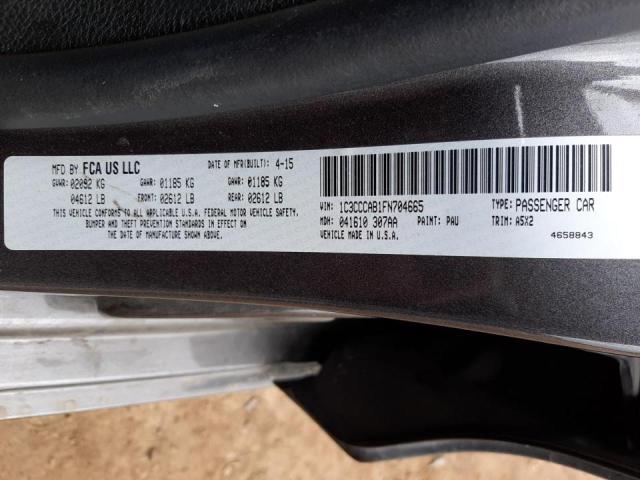 MFD BY FCA US LLC DATE OF MFR(BUILT): 4-15
GVWR: 02092 KG GAWR: 01185 KG GAWR: 01185 KG
04612 LB FRONT: 02612 LB REAR: 02612 LB
THIS VEHICLE CONFORMS TO ALL APPLICABLE U.S.A. FEDERAL MOTOR VEHICLE SAFETY,
BUMPER AND THEFT PREVENTION STANDARDS IN EFFECT ON
THE DATE OF MANUFACTURE SHOWN ABOVE.
VIN: 1C3CCCAB1FN704665 TYPE: PASSENGER CAR
MDH: 041610 307AA PAINT: PAU TRIM: A5X2
VEHICLE MADE IN U.S.A. 4658843